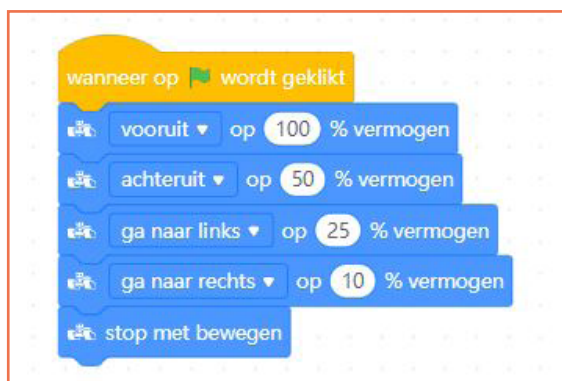 wanneer op wordt geklikt
vooruit op 100 % vermogen
achteruit op 50 % vermogen
ga naar links op 25 % vermogen
ga naar rechts op 10 % vermogen
stop met bewegen